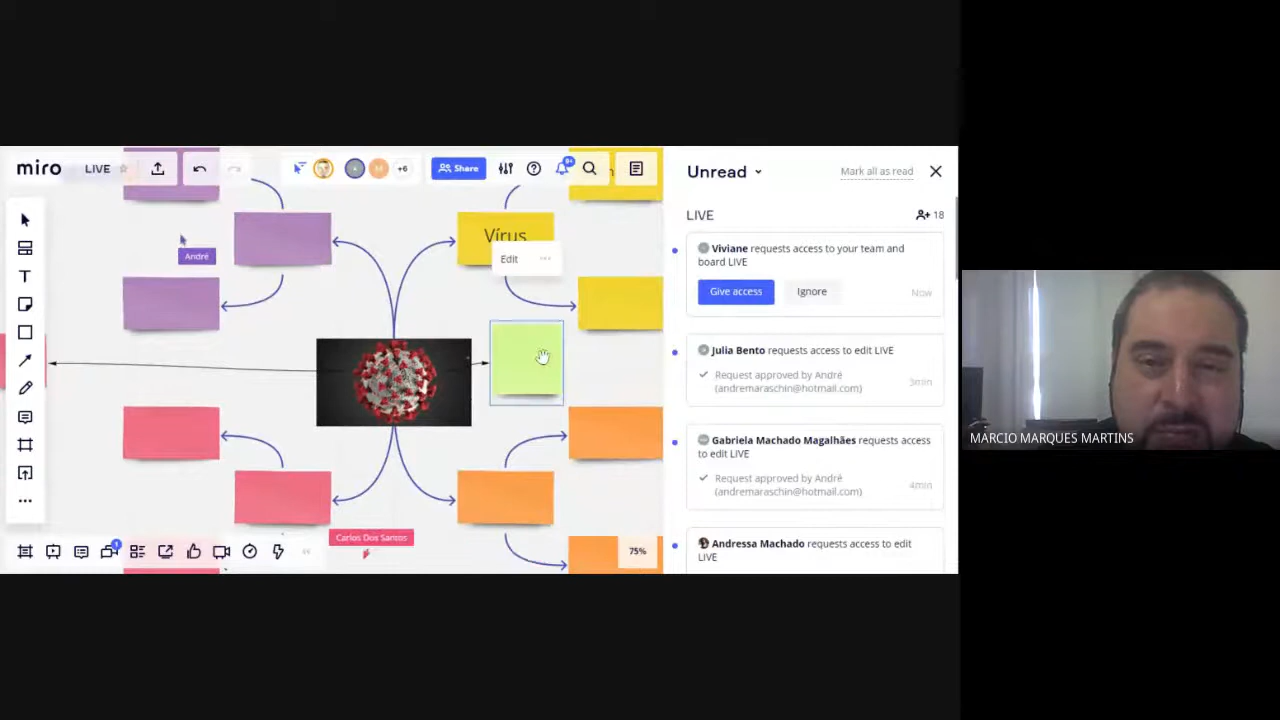 miro
LIVE
+6
Share
9+
Unread
Mark all as read
LIVE
18
André
Vírus
Edit
Viviane requests access to your team and
board LIVE
Give access
Ignore
Now
Julia Bento requests access to edit LIVE
Request approved by André
(andremaraschin@hotmail.com)
3min
Gabriela Machado Magalhães requests access
to edit LIVE
Request approved by André
(andremaraschin@hotmail.com)
4min
MARCIO MARQUES MARTINS
Carlos Dos Santos
Andressa Machado requests access to edit
LIVE
1
75%